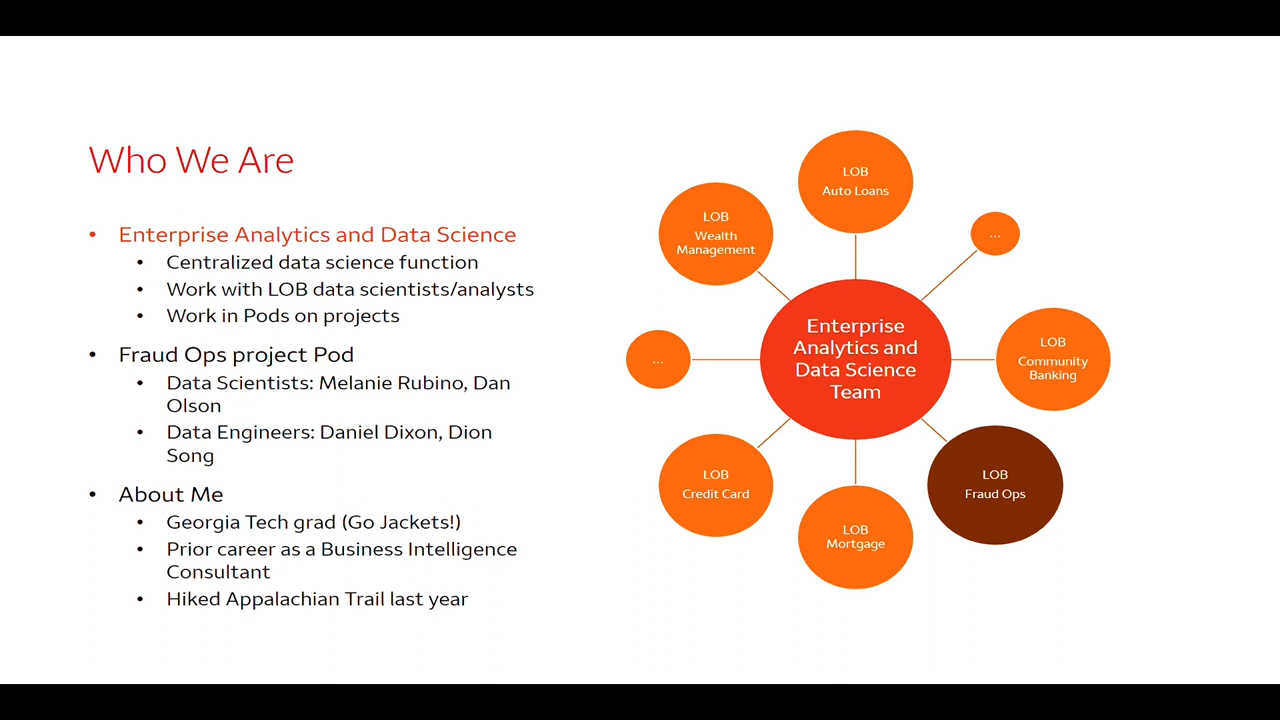 Who We Are
• Enterprise Analytics and Data Science
• Centralized data science function
• Work with LOB data scientists/analysts
• Work in Pods on projects
• Fraud Ops project Pod
• Data Scientists: Melanie Rubino, Dan
Olson
• Data Engineers: Daniel Dixon, Dion
Song
• About Me
• Georgia Tech grad (Go Jackets!)
• Prior career as a Business Intelligence
Consultant
• Hiked Appalachian Trail last year
LOB
Auto Loans
...
LOB
Community
Banking
LOB
Fraud Ops
LOB
Mortgage
LOB
Credit Card
...
LOB
Wealth
Management
Enterprise
Analytics and
Data Science
Team